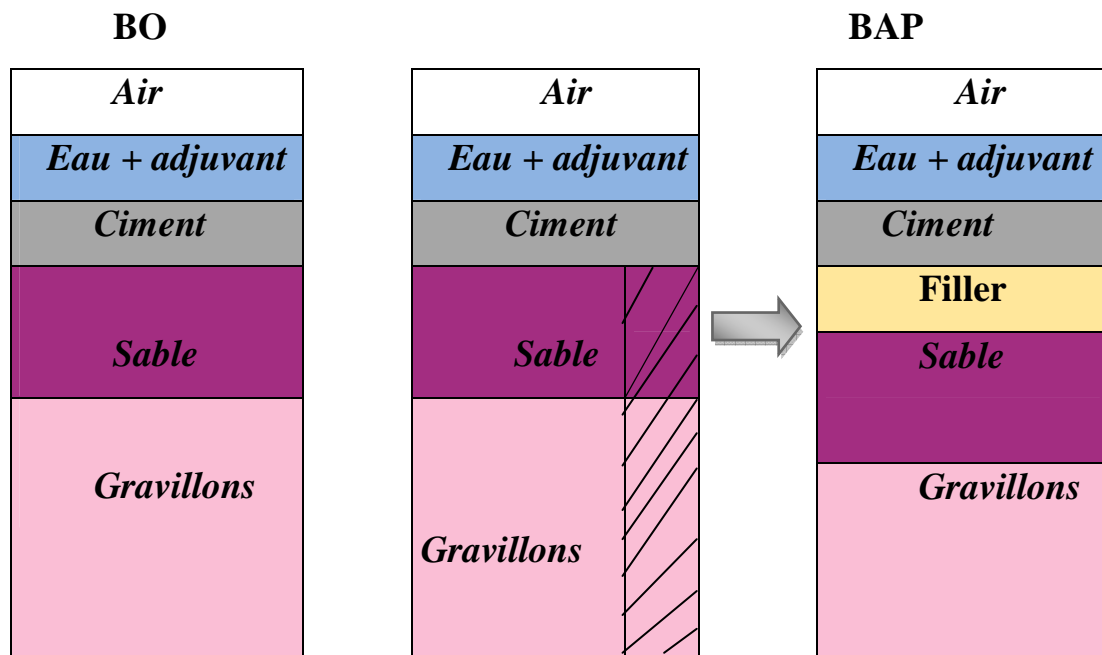 BO
BAP
Air
Eau + adjuvant
Ciment
Sable
Gravillons
Air
Eau + adjuvant
Ciment
Sable
Gravillons
Air
Eau + adjuvant
Ciment
Filler
Sable
Gravillons